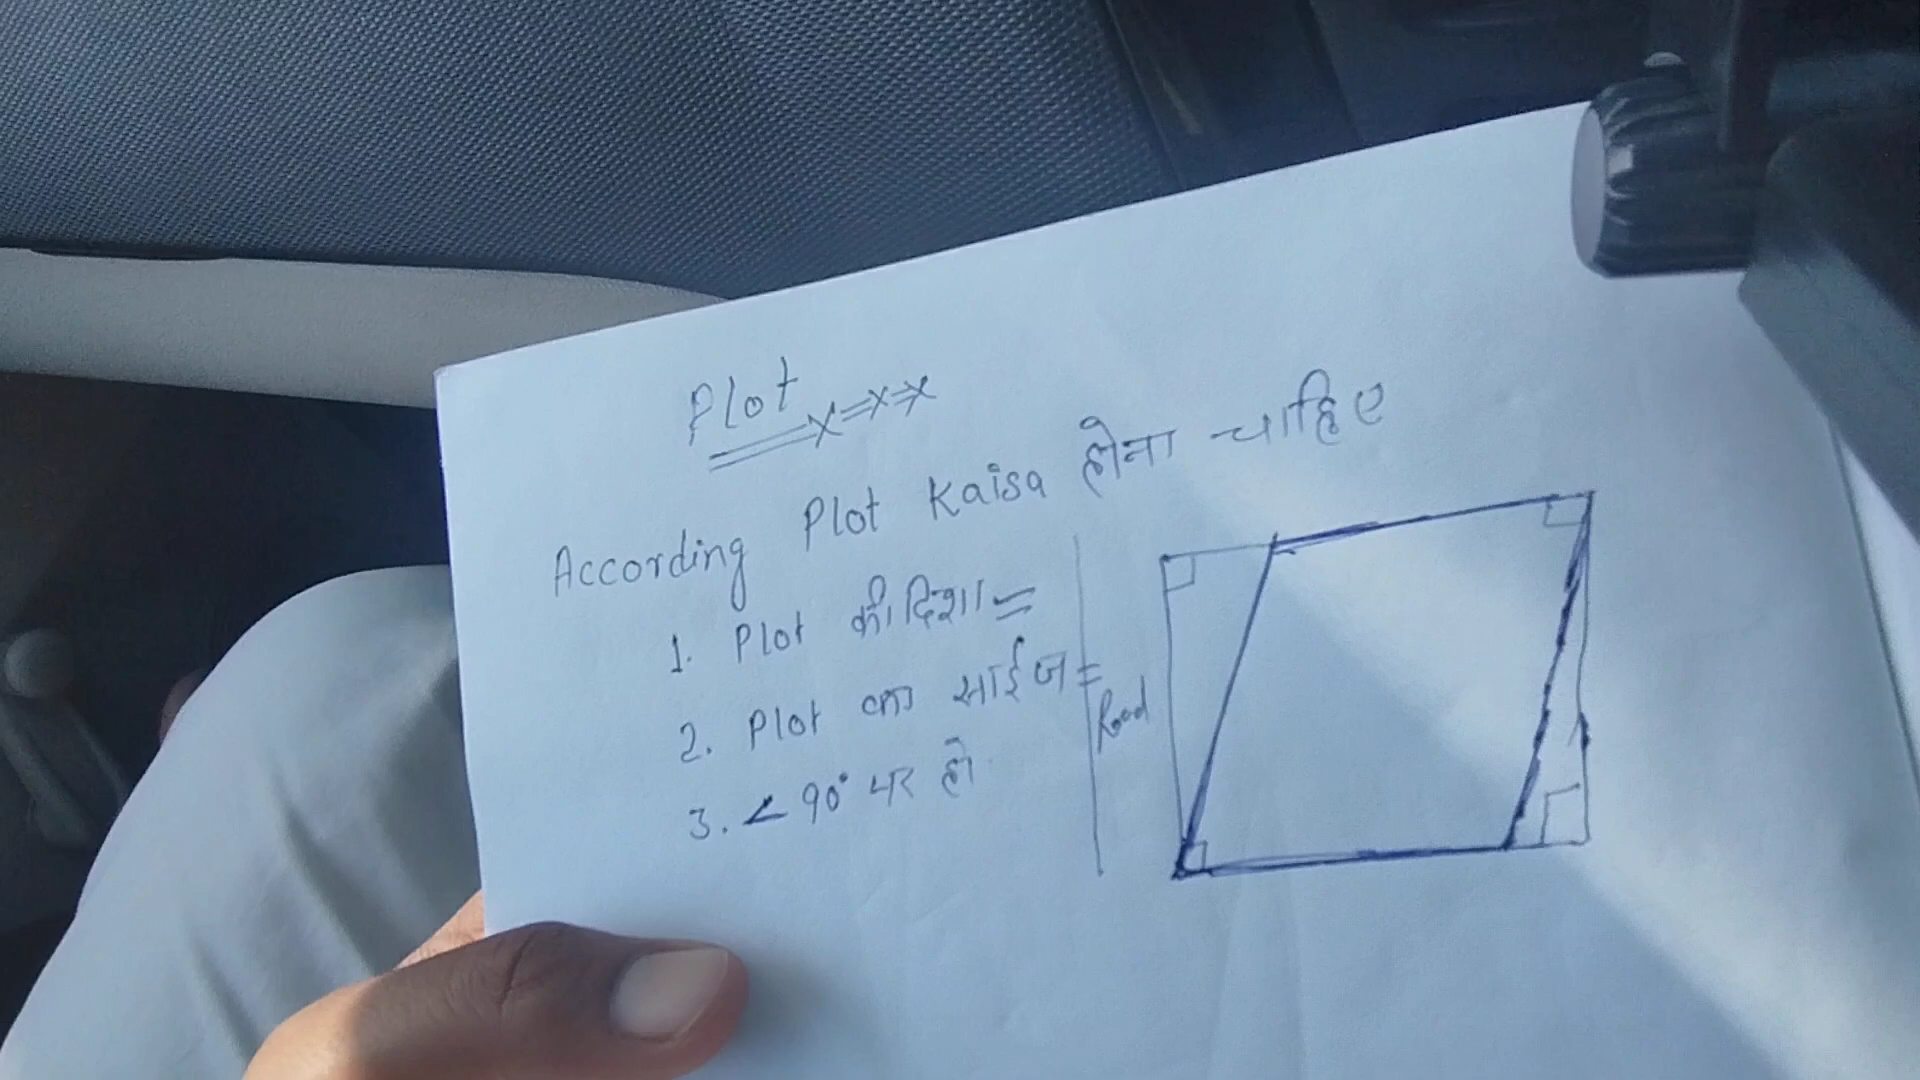 Plot
According Plot Kaisa होना चाहिए
1. Plot की दिशा =
2. Plot का साईज =
3. ∠ 90° पर हो
Road